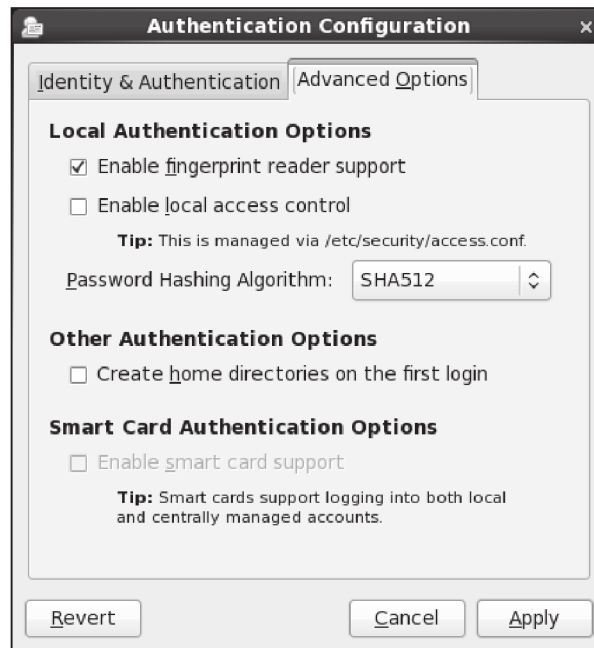 Authentication Configuration
Identity & Authentication
Advanced Options
Local Authentication Options
Enable fingerprint reader support
Enable local access control
Tip: This is managed via /etc/security/access.conf.
Password Hashing Algorithm: SHA512
Other Authentication Options
Create home directories on the first login
Smart Card Authentication Options
Enable smart card support
Tip: Smart cards support logging into both local
and centrally managed accounts.
Revert
Cancel
Apply